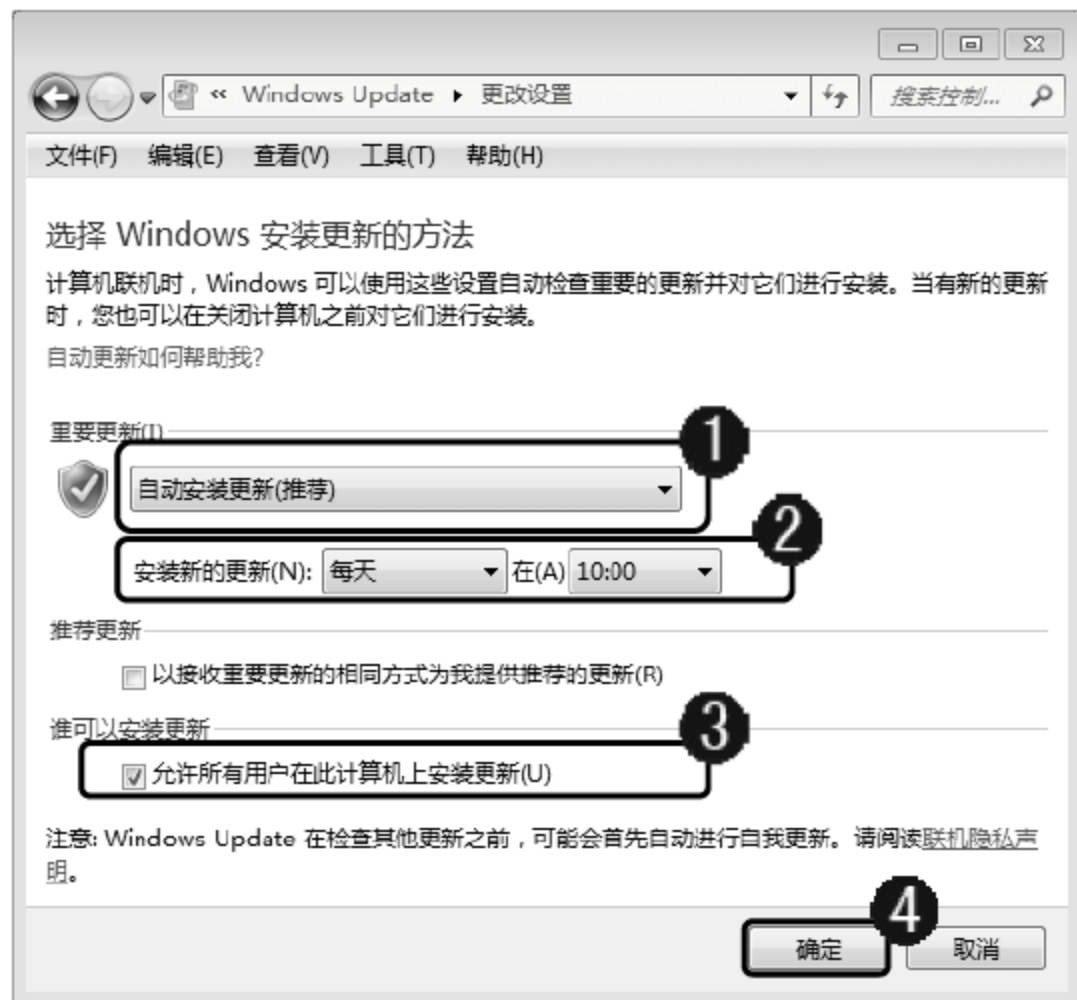 « Windows Update ▸ 更改设置
搜索控制...
文件(F) 编辑(E) 查看(V) 工具(T) 帮助(H)
选择 Windows 安装更新的方法
计算机联机时，Windows 可以使用这些设置自动检查重要的更新并对它们进行安装。当有新的更新
时，您也可以在关闭计算机之前对它们进行安装。
自动更新如何帮助我?
重要更新(I)
1
自动安装更新(推荐)
2
安装新的更新(N): 每天 在(A) 10:00
推荐更新
以接收重要更新的相同方式为我提供推荐的更新(R)
3
谁可以安装更新
允许所有用户在此计算机上安装更新(U)
注意: Windows Update 在检查其他更新之前，可能会首先自动进行自我更新。请阅读联机隐私声
明。
4
确定 取消